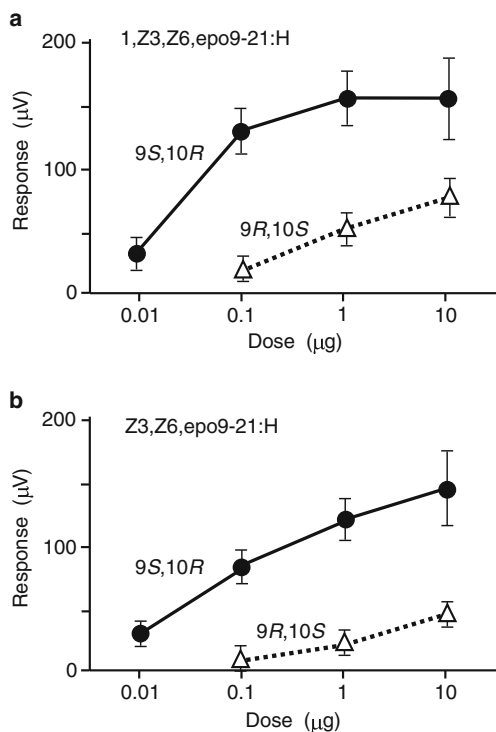 a
1,Z3,Z6,epo9-21:H
200
100
0
Response (μV)
9S,10R
9R,10S
0.01 0.1 1 10
Dose (μg)
b
Z3,Z6,epo9-21:H
200
100
0
Response (μV)
9S,10R
9R,10S
0.01 0.1 1 10
Dose (μg)